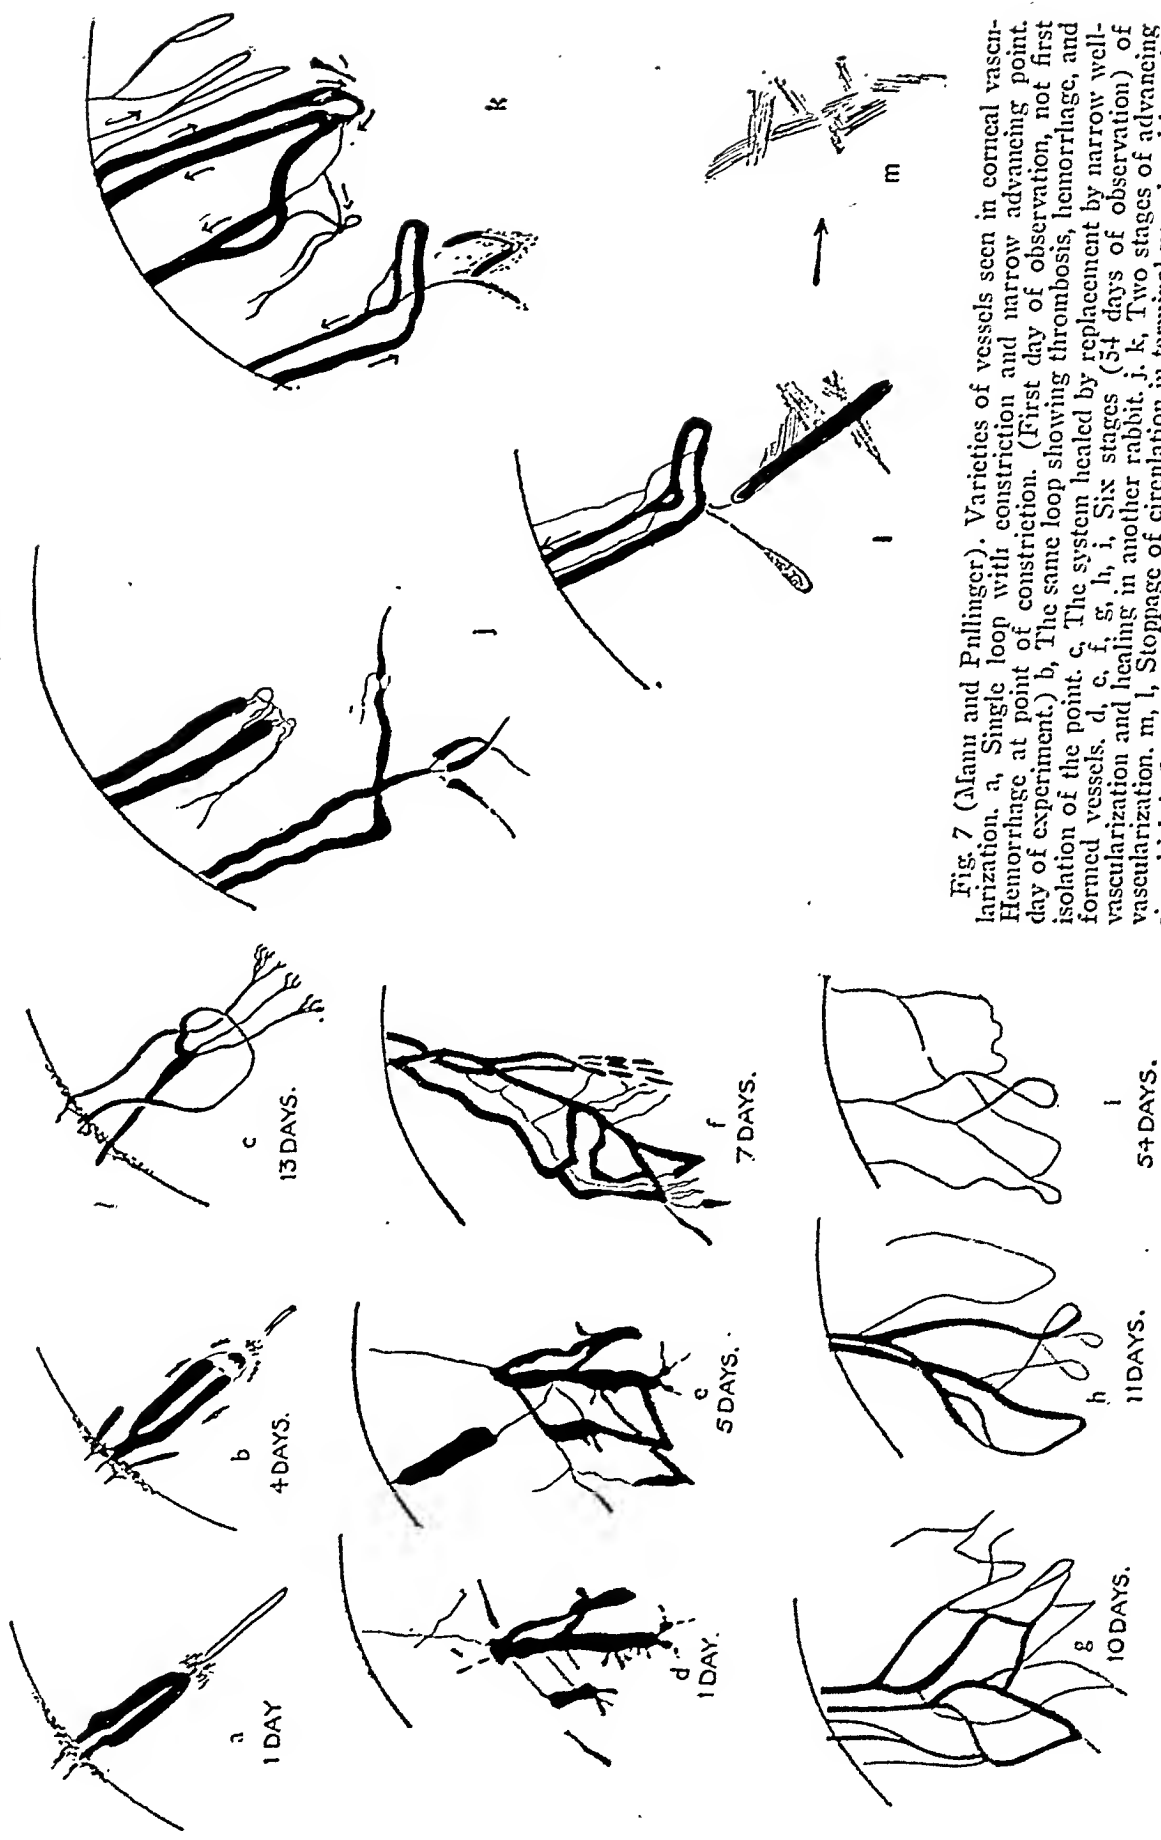 a
1 DAY
b
4 DAYS.
c
13 DAYS.
d
1 DAY.
e
5 DAYS.
f
7 DAYS.
g
10 DAYS.
h
11 DAYS.
i
54 DAYS.
j
k
l
m
Fig. 7 (Mann and Pullinger). Varieties of vessels seen in corneal vascu-
larization. a, Single loop with constriction and narrow advancing point.
Hemorrhage at point of constriction. (First day of observation, not first
day of experiment.) b, The same loop showing thrombosis, hemorrhage, and
isolation of the point. c, The system healed by replacement by narrow well-
formed vessels. d, e, f, g, h, i, Six stages (54 days of observation) of
vascularization and healing in another rabbit. j, k, Two stages of advancing
vascularization. m, l, Stoppage of circulation in terminal